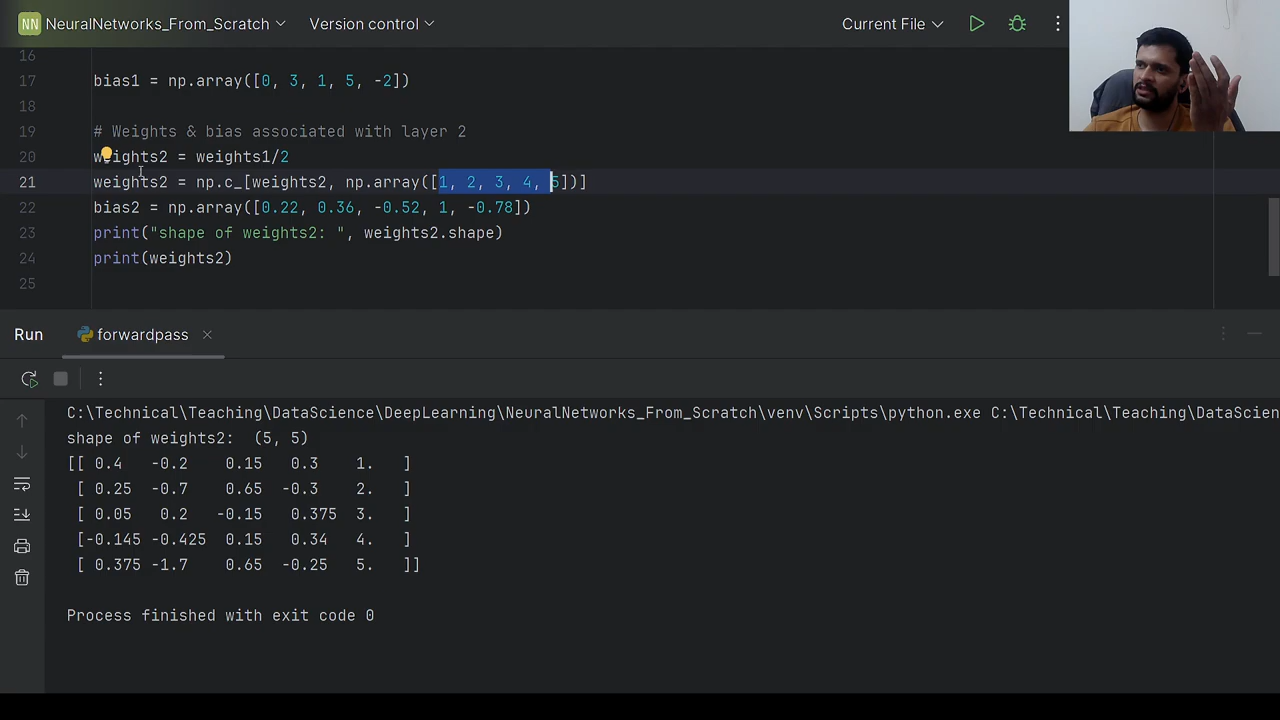 NN NeuralNetworks_From_Scratch Version control Current File
16
17 bias1 = np.array([0, 3, 1, 5, -2])
18
19 # Weights & bias associated with layer 2
20 weights2 = weights1/2
21 weights2 = np.c_[weights2, np.array([1, 2, 3, 4, 5])]
22 bias2 = np.array([0.22, 0.36, -0.52, 1, -0.78])
23 print("shape of weights2: ", weights2.shape)
24 print(weights2)
25
Run forwardpass
C:\Technical\Teaching\DataScience\DeepLearning\NeuralNetworks_From_Scratch\venv\Scripts\python.exe C:\Technical\Teaching\DataScien
shape of weights2:  (5, 5)
[[ 0.4 -0.2 0.15 0.3 1. ]
[ 0.25 -0.7 0.65 -0.3 2. ]
[ 0.05 0.2 -0.15 0.375 3. ]
[-0.145 -0.425 0.15 0.34 4. ]
[ 0.375 -1.7 0.65 -0.25 5. ]]
Process finished with exit code 0